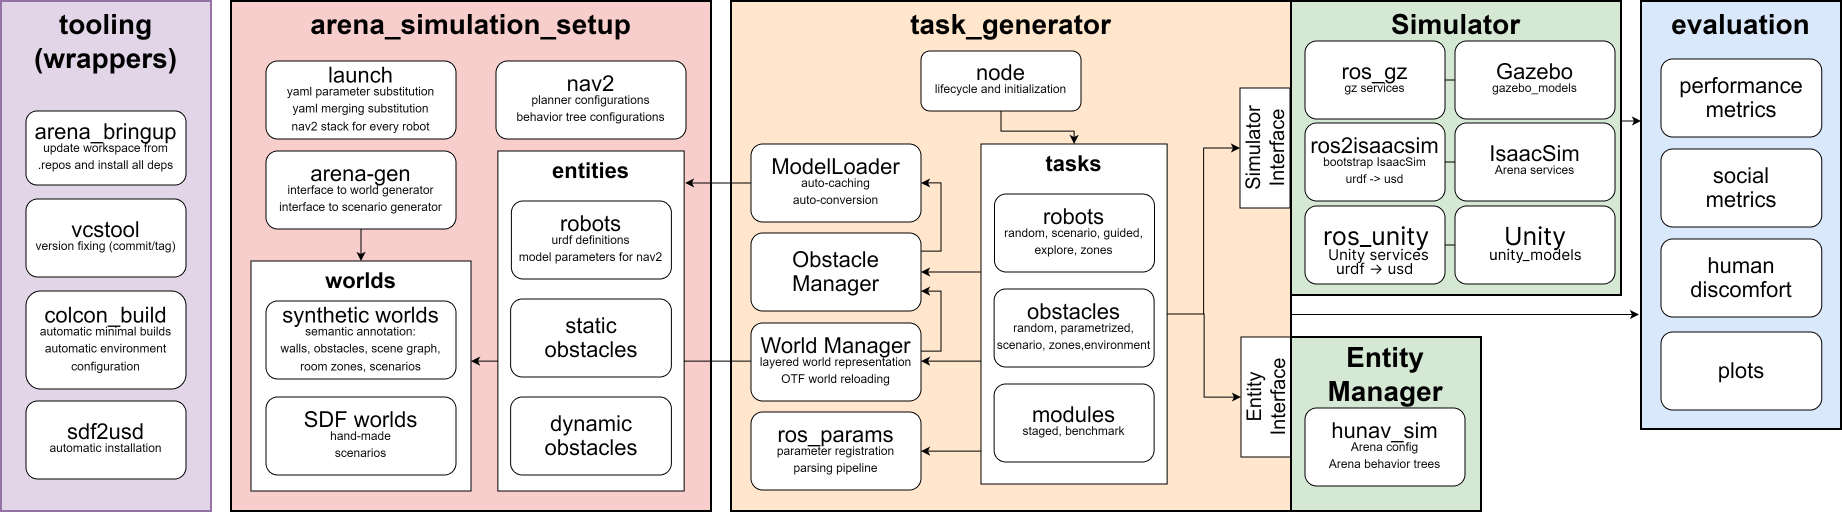 tooling
(wrappers)
arena_bringup
update workspace from
.repos and install all deps
vcstool
version fixing (commit/tag)
colcon_build
automatic minimal builds
automatic environment
configuration
sdf2usd
automatic installation
arena_simulation_setup
launch
yaml parameter substitution
yaml merging substitution
nav2 stack for every robot
nav2
planner configurations
behavior tree configurations
arena-gen
interface to world generator
interface to scenario generator
worlds
synthetic worlds
semantic annotation:
walls, obstacles, scene graph,
room zones, scenarios
SDF worlds
hand-made
scenarios
entities
robots
urdf definitions
model parameters for nav2
static
obstacles
dynamic
obstacles
task_generator
node
lifecycle and initialization
ModelLoader
auto-caching
auto-conversion
Obstacle
Manager
World Manager
layered world representation
OTF world reloading
ros_params
parameter registration
parsing pipeline
tasks
robots
random, scenario, guided,
explore, zones
obstacles
random, parametrized,
scenario, zones,environment
modules
staged, benchmark
Simulator
Interface
Entity
Interface
Simulator
ros_gz
gz services
Gazebo
gazebo_models
ros2isaacsim
bootstrap IsaacSim
urdf -> usd
IsaacSim
Arena services
ros_unity
Unity services
urdf → usd
Unity
unity_models
Entity
Manager
hunav_sim
Arena config
Arena behavior trees
evaluation
performance
metrics
social
metrics
human
discomfort
plots